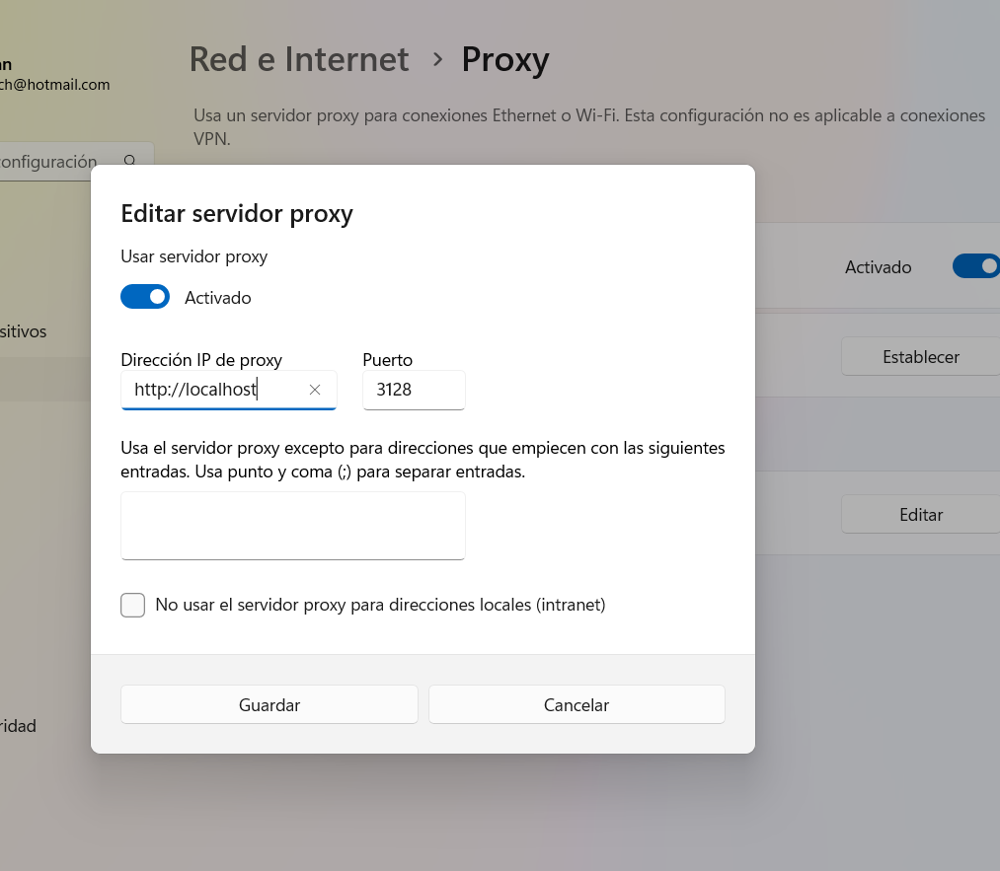 Red e Internet > Proxy
an
ch@hotmail.com
Usa un servidor proxy para conexiones Ethernet o Wi-Fi. Esta configuración no es aplicable a conexiones
VPN.
onfiguración
Editar servidor proxy
Usar servidor proxy
Activado
Activado
sitivos
Dirección IP de proxy
Puerto
Establecer
http://localhost
3128
Usa el servidor proxy excepto para direcciones que empiecen con las siguientes
entradas. Usa punto y coma (;) para separar entradas.
Editar
No usar el servidor proxy para direcciones locales (intranet)
Guardar
Cancelar
ridad